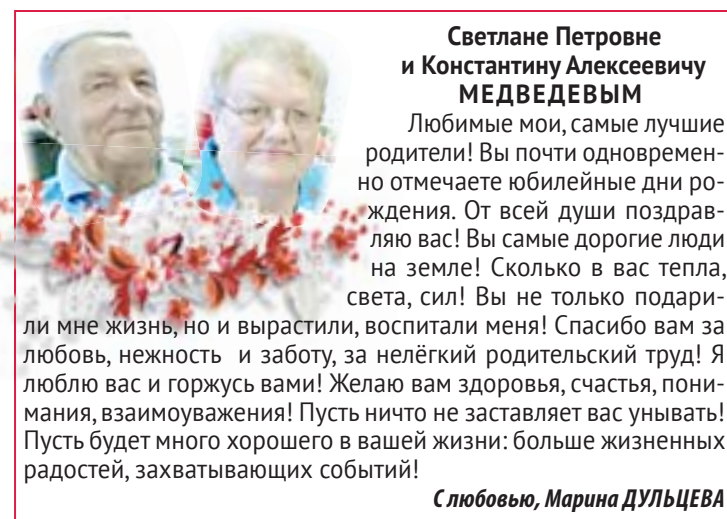 Светлане Петровне
и Константину Алексеевичу
МЕДВЕДЕВЫМ
Любимые мои, самые лучшие
родители! Вы почти одновремен-
но отмечаете юбилейные дни ро-
ждения. От всей души поздрав-
ляю вас! Вы самые дорогие люди
на земле! Сколько в вас тепла,
света, сил! Вы не только подари-
ли мне жизнь, но и вырастили, воспитали меня! Спасибо вам за
любовь, нежность и заботу, за нелёгкий родительский труд! Я
люблю вас и горжусь вами! Желаю вам здоровья, счастья, пони-
мания, взаимоуважения! Пусть ничто не заставляет вас унывать!
Пусть будет много хорошего в вашей жизни: больше жизненных
радостей, захватывающих событий!
С любовью, Марина ДУЛЬЦЕВА